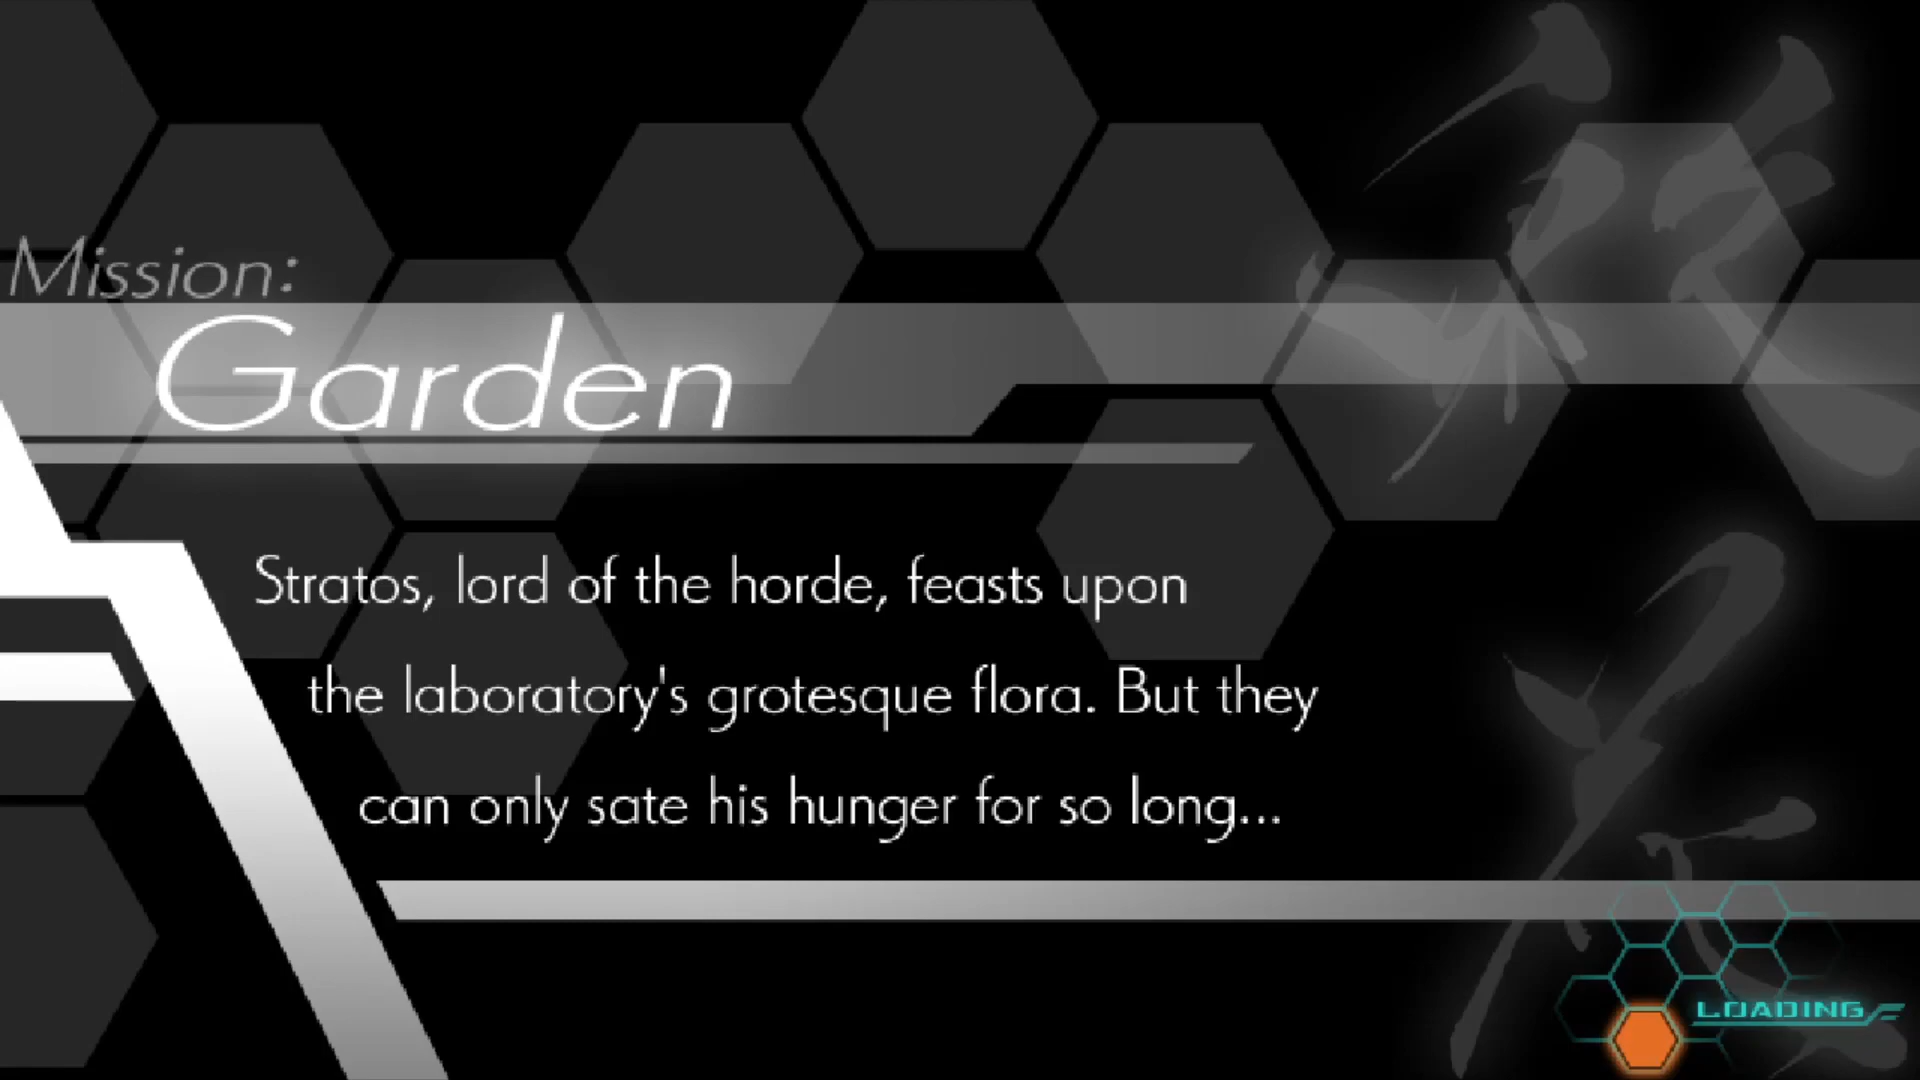 Mission:
Garden
Stratos, lord of the horde, feasts upon
the laboratory's grotesque flora. But they
can only sate his hunger for so long...
LOADING